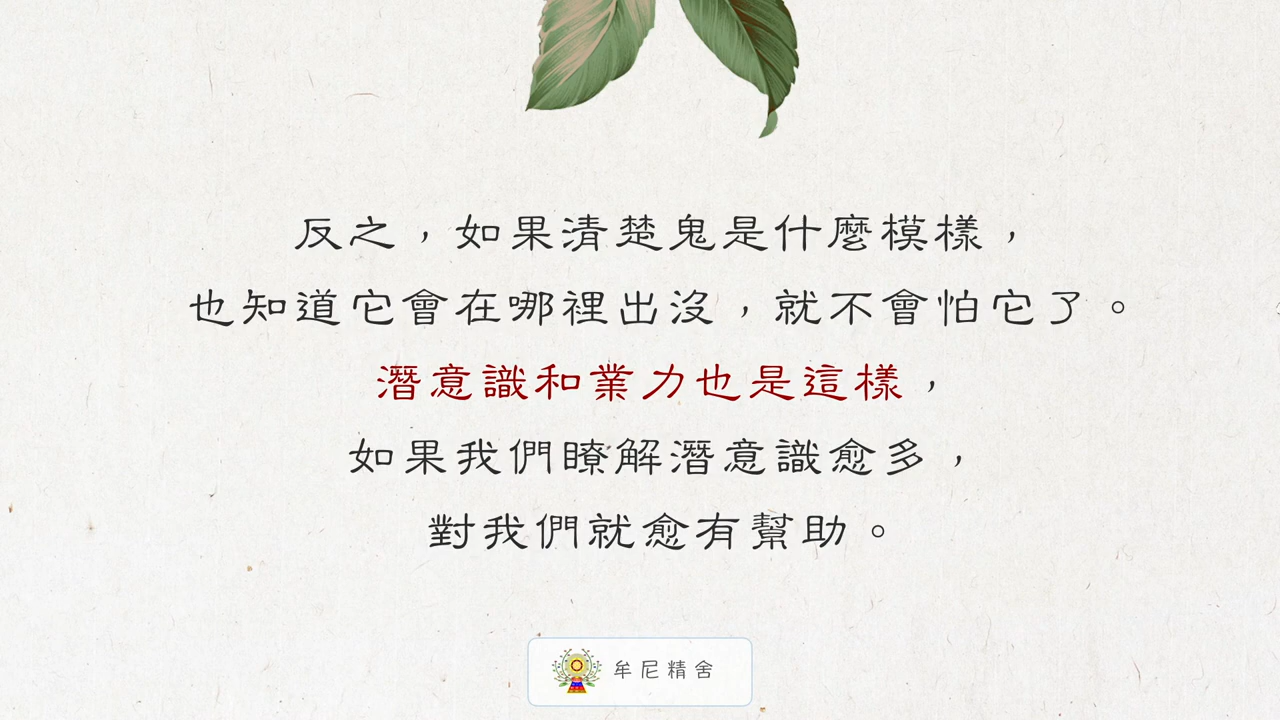 反之，如果清楚鬼是什麼模樣，
也知道它會在哪裡出沒，就不會怕它了。
潛意識和業力也是這樣，
如果我們瞭解潛意識愈多，
對我們就愈有幫助。
牟尼精舍